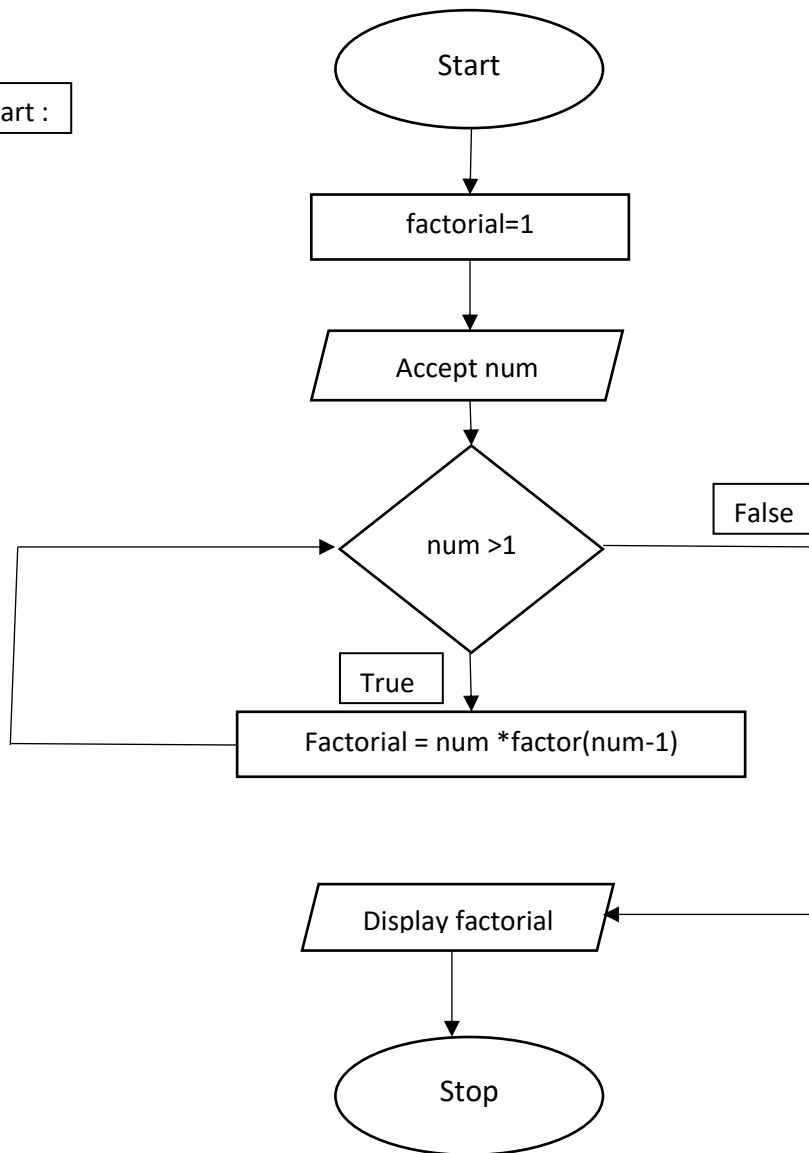 Start
art :
factorial=1
Accept num
num >1
False
True
Factorial = num *factor(num-1)
Display factorial
Stop